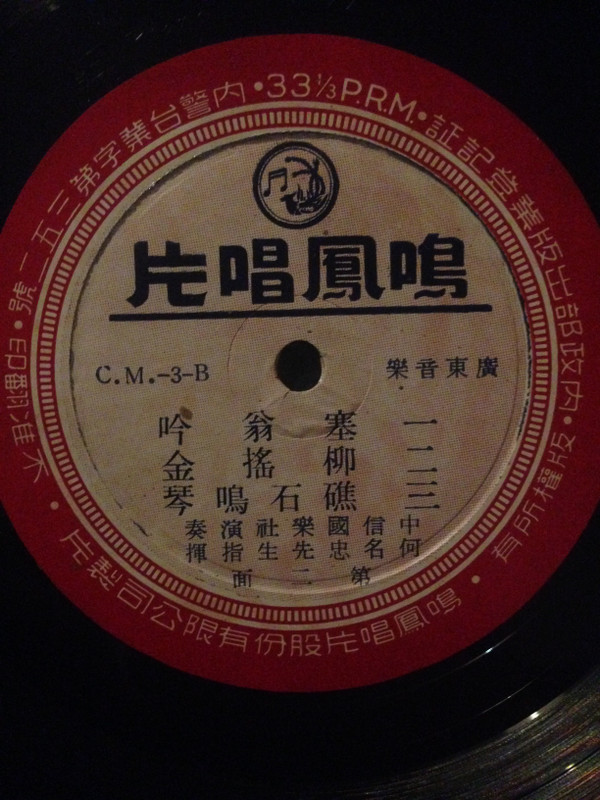 33⅓ P.R.M.
內政部出版業登記証
內警台業字第三五二號
鳴鳳唱片
廣東音樂
C.M.-3-B
一 塞翁吟
二 柳搖金
三 礁石鳴琴
中信國樂社演奏
何名忠先生指揮
第二面
版權所有
不准翻印
鳴鳳唱片股份有限公司製片